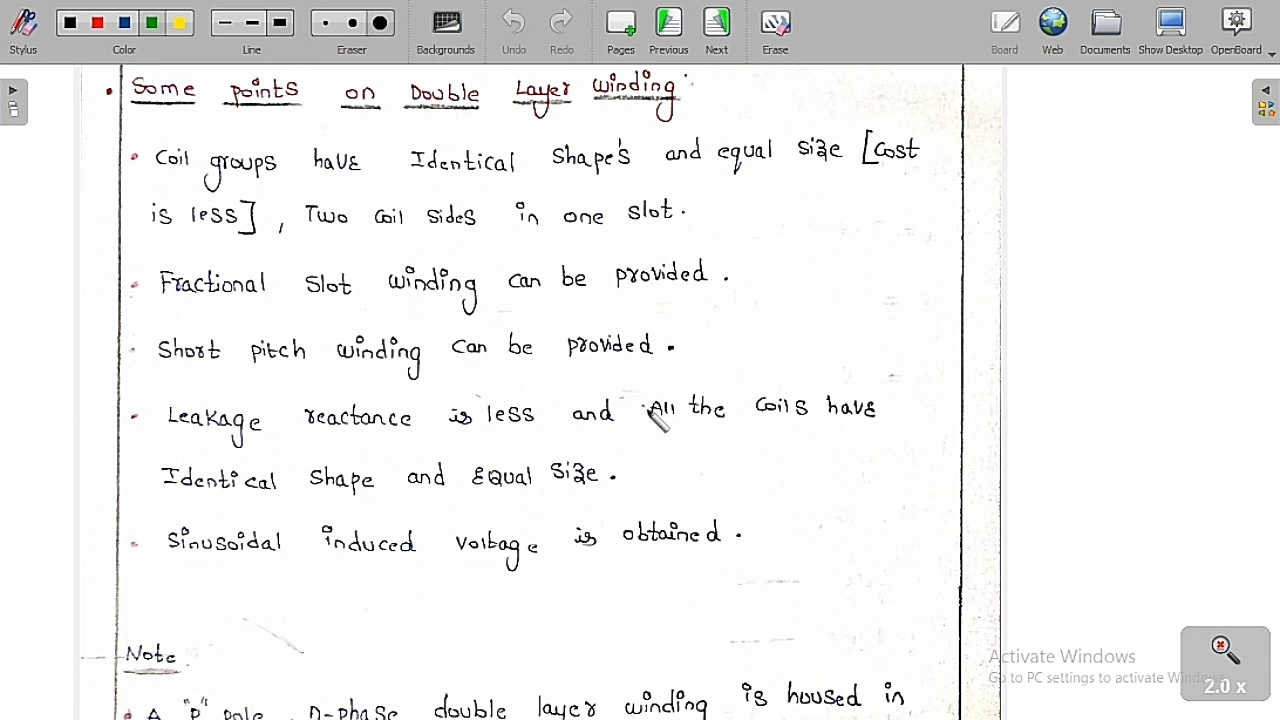 Stylus
Color
Line
Eraser
Backgrounds
Undo
Redo
Pages
Previous
Next
Erase
Board
Web
Documents
Show Desktop
OpenBoard
• Some points on Double Layer winding
• Coil groups have Identical shape's and equal size [cost
is less] , Two coil sides in one slot.
• Fractional slot winding can be provided .
• Short pitch winding can be provided .
• Leakage reactance is less and All the coils have
Identical shape and Equal size .
• Sinusoidal induced voltage is obtained .
Note
• A "p" pole , n-phase double layer winding is housed in
Activate Windows
Go to PC settings to activate Windows.
2.0 x